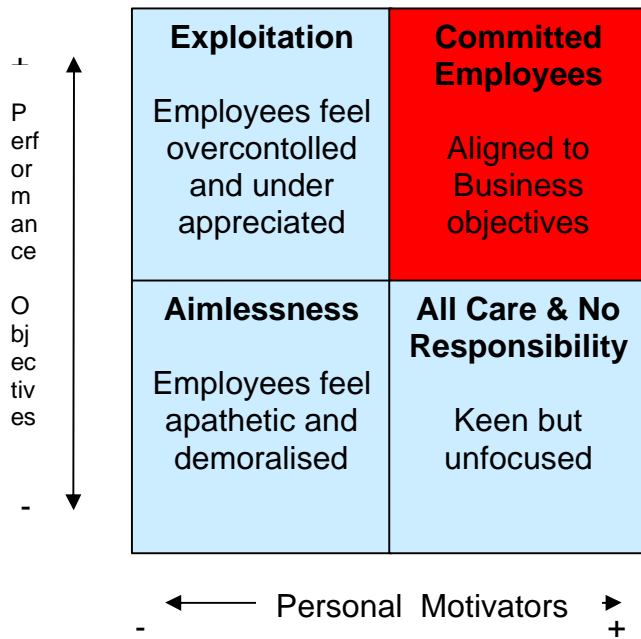 +
P
erf
or
m
an
ce
O
bj
ec
tiv
es
-
Exploitation
Employees feel
overcontolled
and under
appreciated
Committed
Employees
Aligned to
Business
objectives
Aimlessness
Employees feel
apathetic and
demoralised
All Care & No
Responsibility
Keen but
unfocused
Personal Motivators
- +